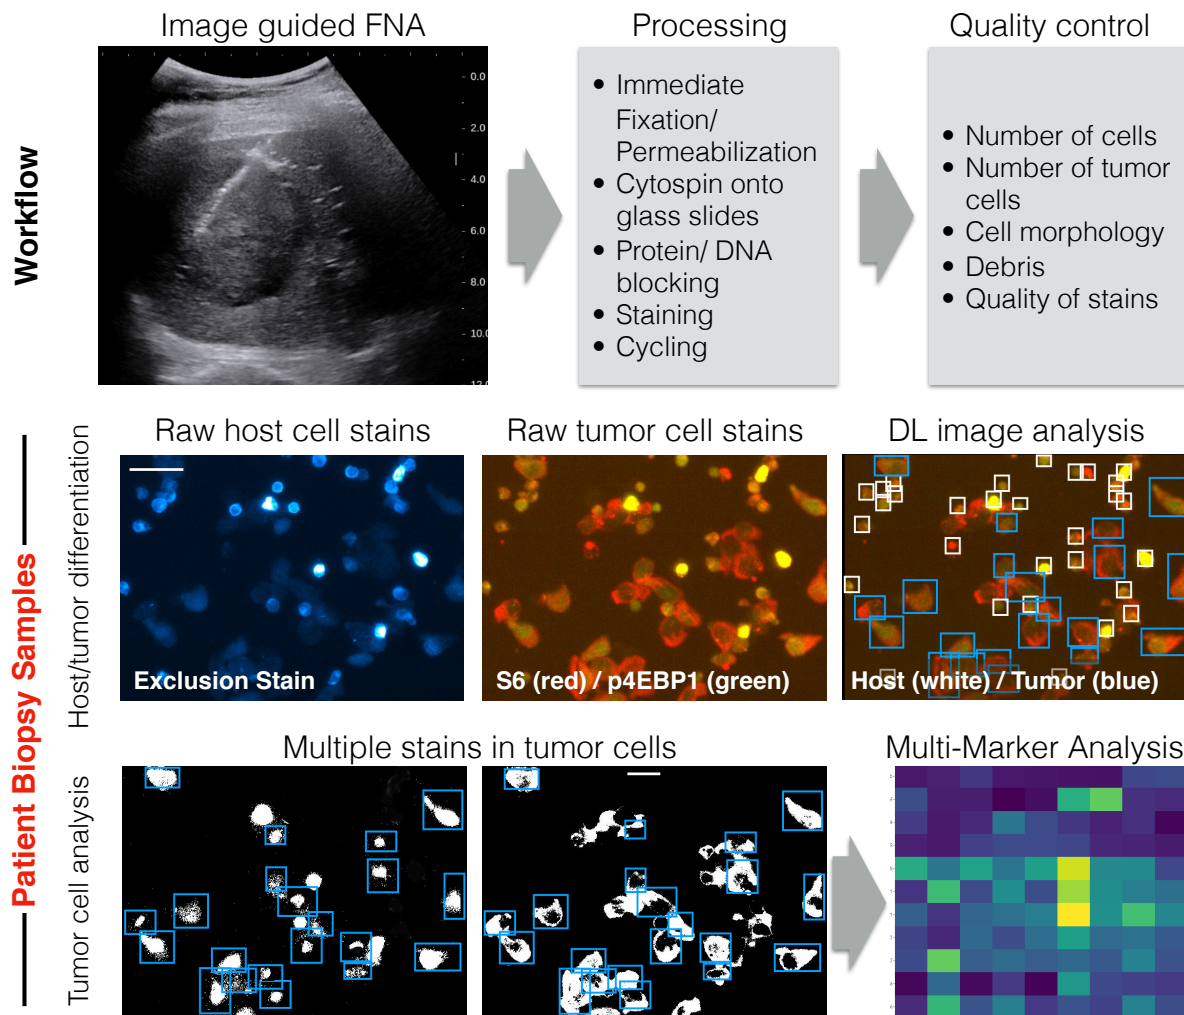 Image guided FNA
Processing
Quality control
Workflow
0.0
2.0
4.0
6.0
8.0
10.0
• Immediate
Fixation/
Permeabilization
• Cytospin onto
glass slides
• Protein/ DNA
blocking
• Staining
• Cycling
• Number of cells
• Number of tumor
cells
• Cell morphology
• Debris
• Quality of stains
Patient Biopsy Samples
Host/tumor differentiation
Raw host cell stains
Raw tumor cell stains
DL image analysis
Exclusion Stain
S6 (red) / p4EBP1 (green)
Host (white) / Tumor (blue)
Tumor cell analysis
Multiple stains in tumor cells
Multi-Marker Analysis